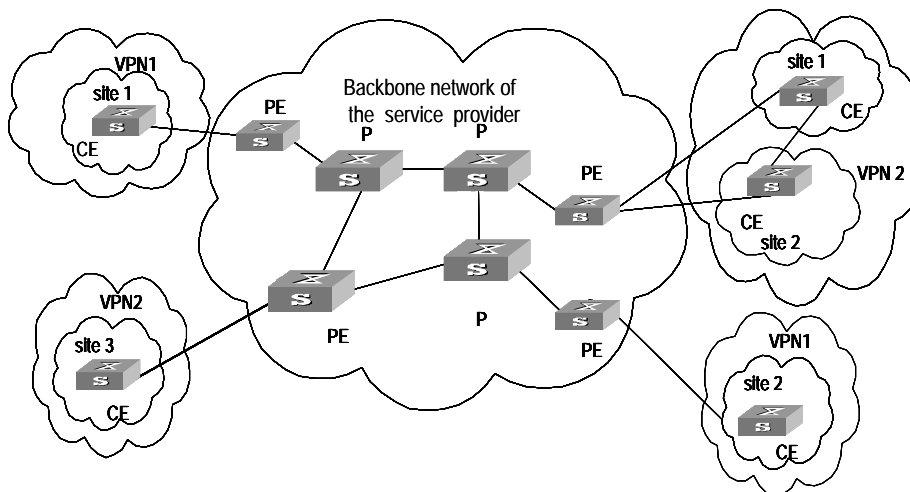 VPN1
site 1
CE
PE
Backbone network of
the service provider
P
P
PE
site 1
CE
VPN 2
CE
site 2
VPN2
site 3
CE
PE
P
PE
VPN1
site 2
CE
S
S
S
S
S
S
S
S
S
S
S
S